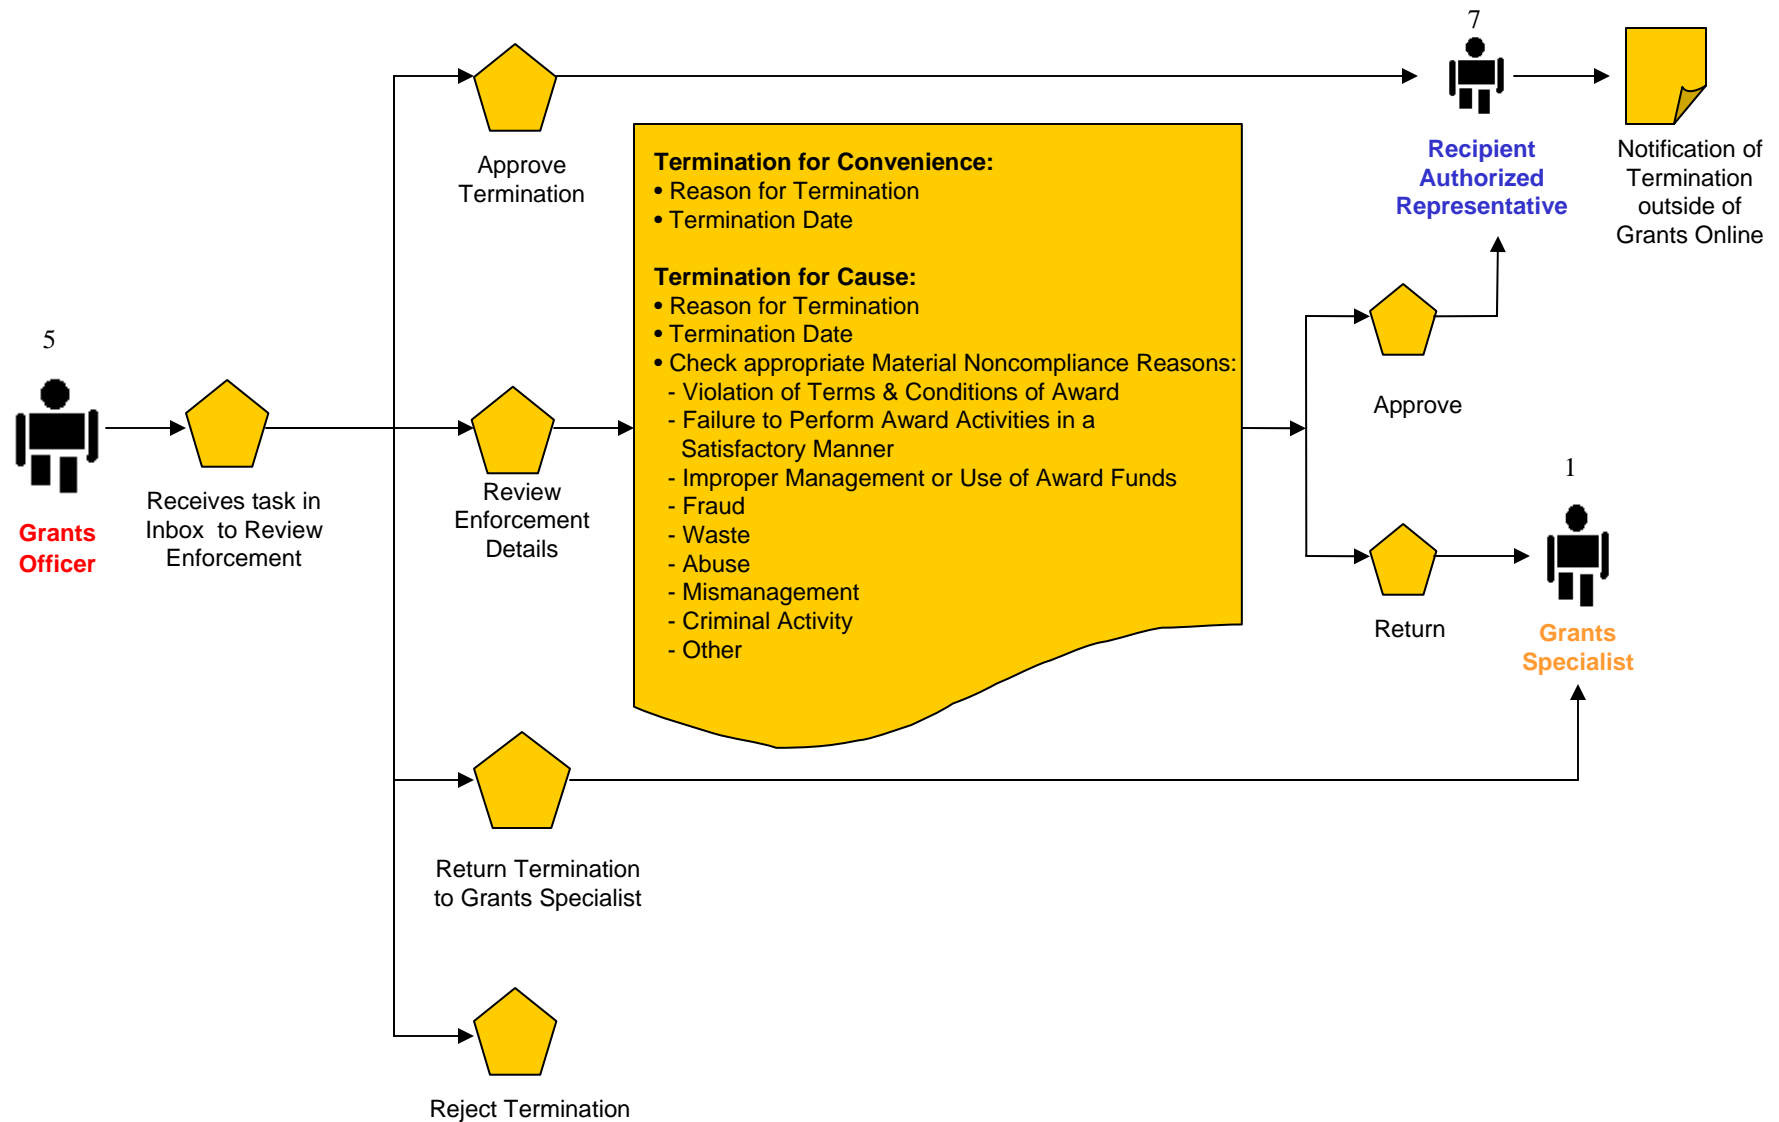 7
Approve
Termination
Termination for Convenience:
• Reason for Termination
• Termination Date
Termination for Cause:
• Reason for Termination
• Termination Date
• Check appropriate Material Noncompliance Reasons:
- Violation of Terms & Conditions of Award
- Failure to Perform Award Activities in a
Satisfactory Manner
- Improper Management or Use of Award Funds
- Fraud
- Waste
- Abuse
- Mismanagement
- Criminal Activity
- Other
Recipient
Authorized
Representative
Notification of
Termination
outside of
Grants Online
5
Grants
Officer
Receives task in
Inbox to Review
Enforcement
Review
Enforcement
Details
Approve
1
Return
Grants
Specialist
Return Termination
to Grants Specialist
Reject Termination